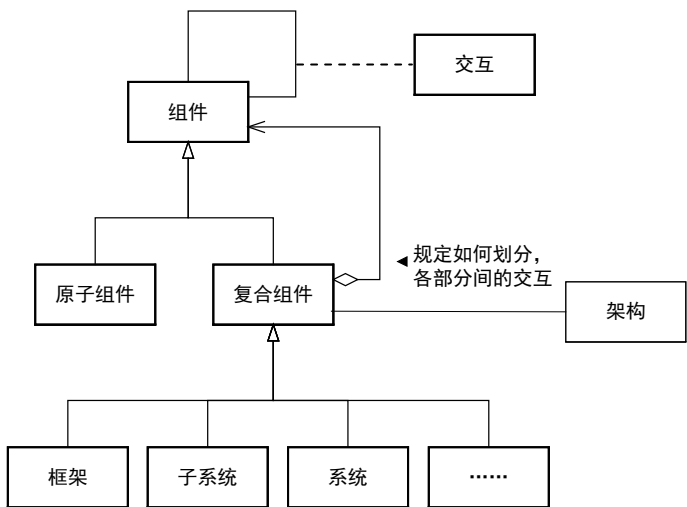 交互
组件
规定如何划分，
各部分间的交互
原子组件
复合组件
架构
框架
子系统
系统
……